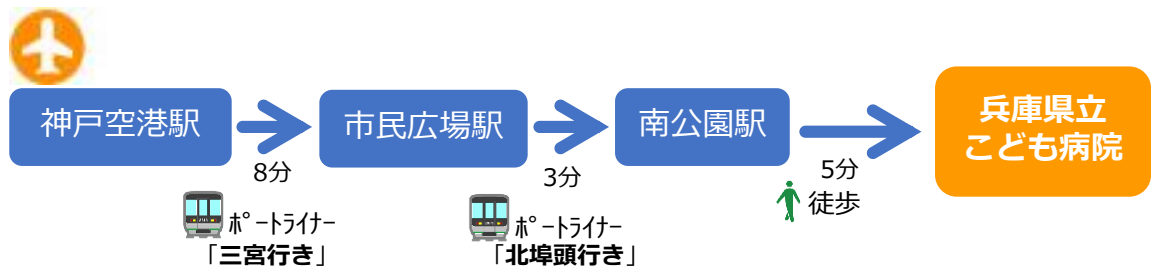 神戸空港駅
8分
ﾎﾟｰﾄﾗｲﾅｰ
「三宮行き」
市民広場駅
3分
ﾎﾟｰﾄﾗｲﾅｰ
「北埠頭行き」
南公園駅
5分
徒歩
兵庫県立
こども病院